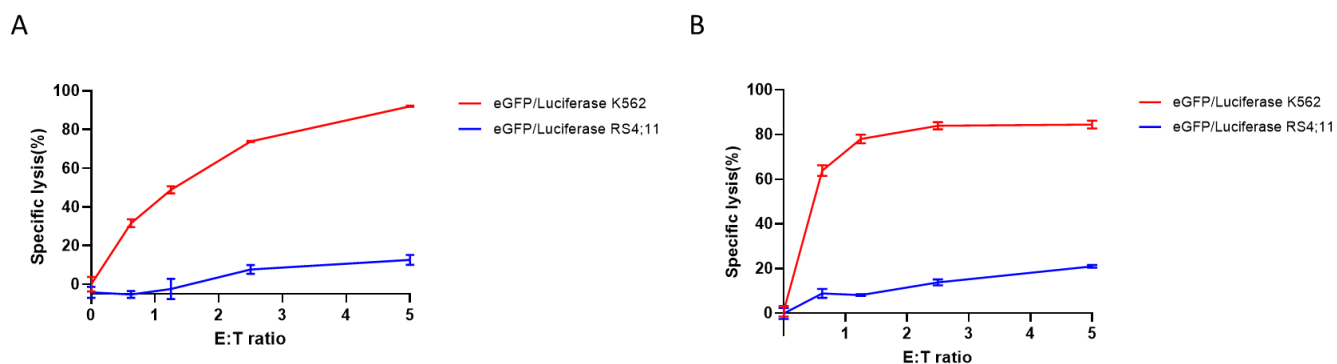 A
B
100
80
60
40
20
0
Specific lysis(%)
0 1 2 3 4 5
E:T ratio
eGFP/Luciferase K562
eGFP/Luciferase RS4;11
100
80
60
40
20
0
Specific lysis(%)
1 2 3 4 5
E:T ratio
eGFP/Luciferase K562
eGFP/Luciferase RS4;11